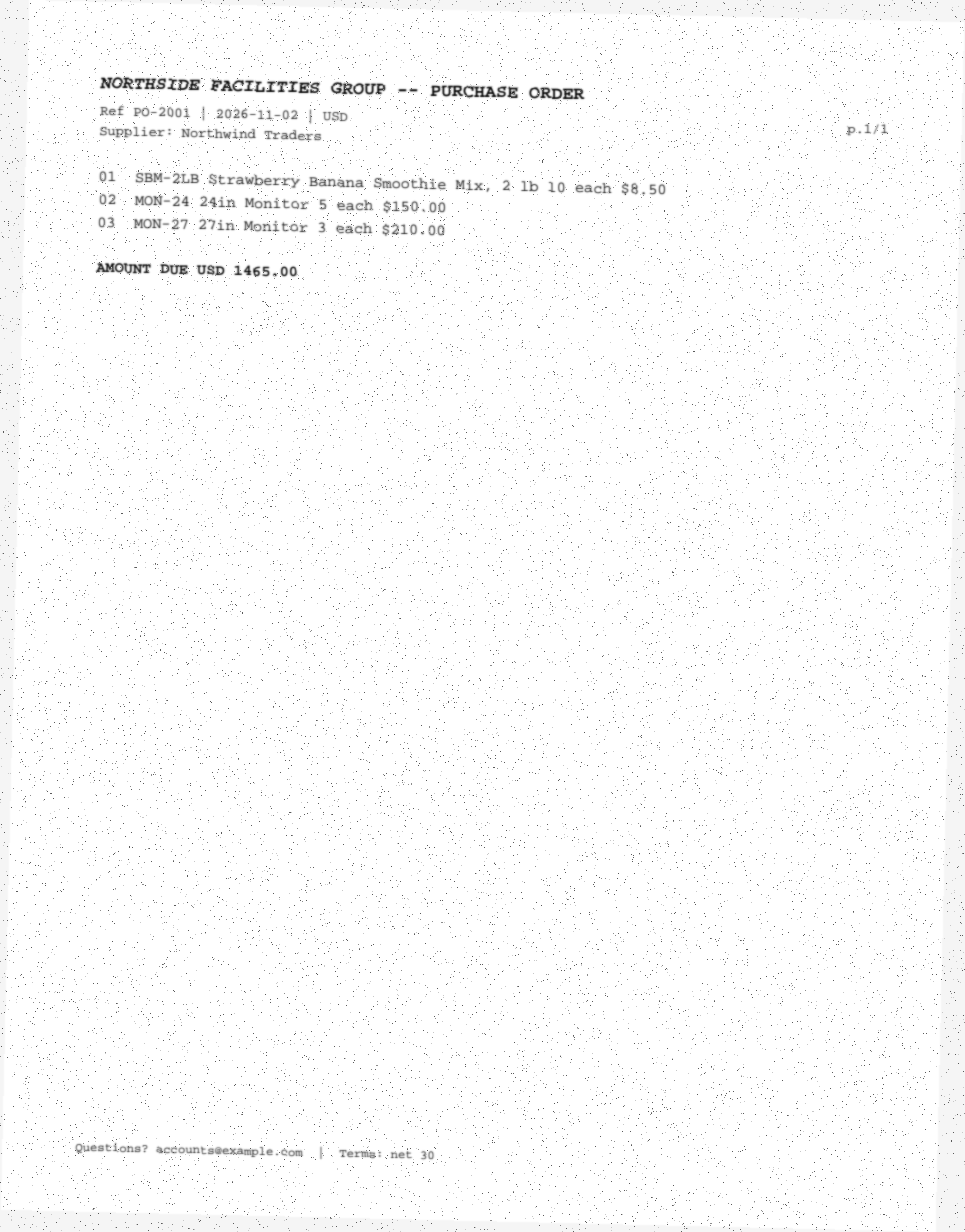 NORTHSIDE FACILITIES GROUP -- PURCHASE ORDER
Ref PO-2001 | 2026-11-02 | USD
Supplier: Northwind Traders
p.1/1
01 SBM-2LB Strawberry Banana Smoothie Mix, 2 lb 10 each $8.50
02 MON-24 24in Monitor 5 each $150.00
03 MON-27 27in Monitor 3 each $210.00
AMOUNT DUE USD 1465.00
Questions? accounts@example.com | Terms: net 30